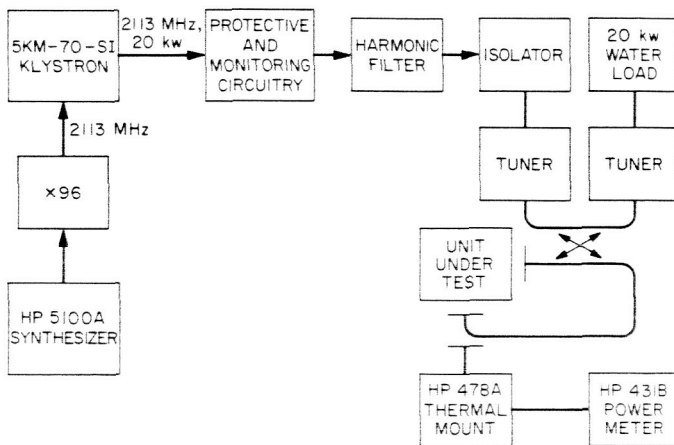 5KM-70-SI
KLYSTRON
2113 MHz,
20 kw
PROTECTIVE
AND
MONITORING
CIRCUITRY
HARMONIC
FILTER
ISOLATOR
20 kw
WATER
LOAD
2113 MHz
×96
TUNER
TUNER
UNIT
UNDER
TEST
HP 5100A
SYNTHESIZER
HP 478A
THERMAL
MOUNT
HP 431B
POWER
METER